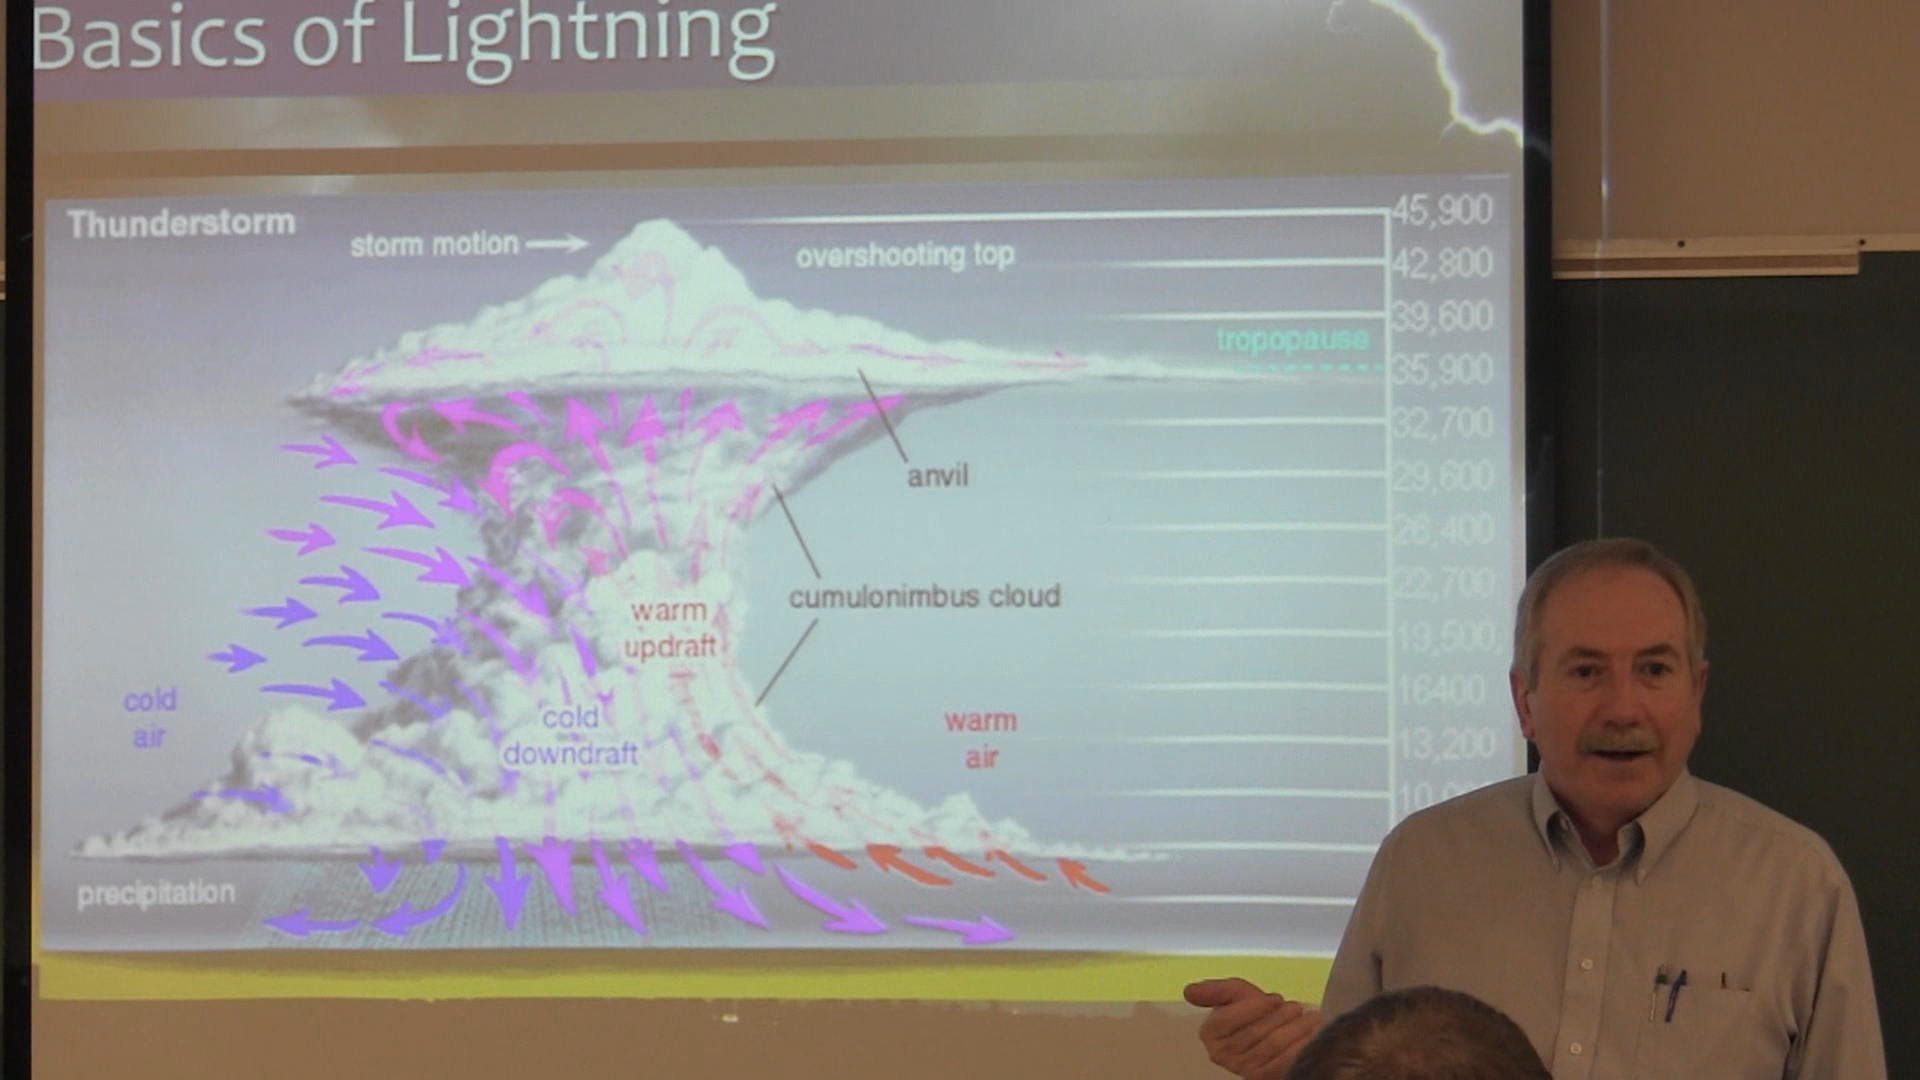 Basics of Lightning
Thunderstorm
storm motion
overshooting top
45,900
42,800
39,600
tropopause
35,900
32,700
anvil
29,600
26,400
cumulonimbus cloud
22,700
warm
updraft
19,500
cold
air
16400
cold
downdraft
warm
air
13,200
precipitation